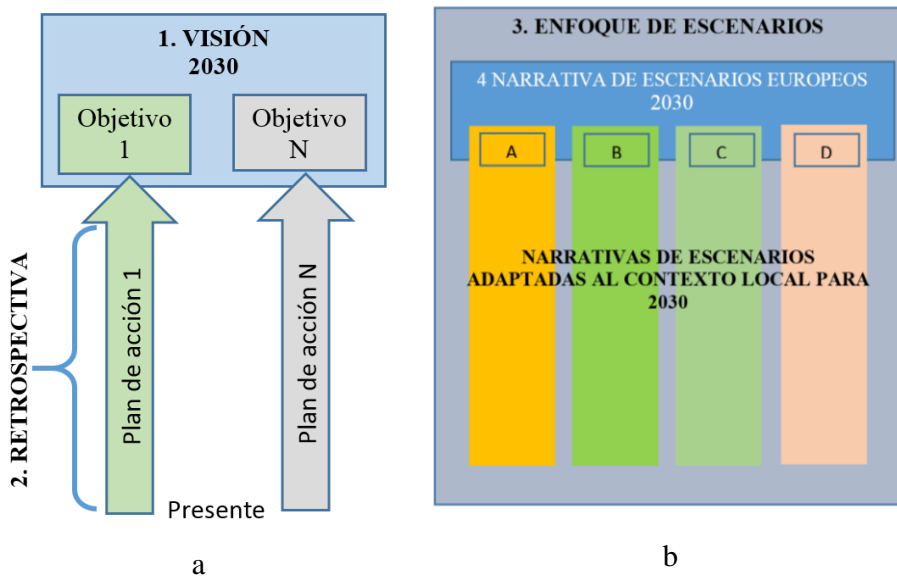 1. VISIÓN
2030
Objetivo
1
Objetivo
N
2. RETROSPECTIVA
Plan de acción 1
Plan de acción N
Presente
a
3. ENFOQUE DE ESCENARIOS
4 NARRATIVA DE ESCENARIOS EUROPEOS
2030
A
B
C
D
NARRATIVAS DE ESCENARIOS
ADAPTADAS AL CONTEXTO LOCAL PARA
2030
b